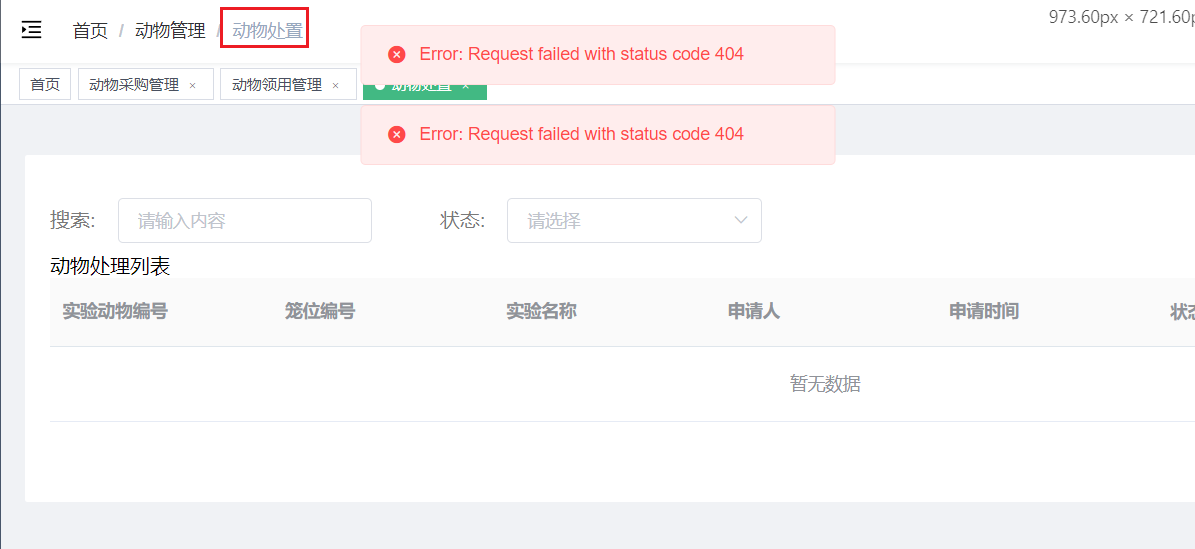 首页 / 动物管理 / 动物处置
973.60px × 721.60p
Error: Request failed with status code 404
首页 动物采购管理 × 动物领用管理 × 动物处置 ×
Error: Request failed with status code 404
搜索: 请输入内容 状态: 请选择
动物处理列表
实验动物编号 笼位编号 实验名称 申请人 申请时间 状态
暂无数据